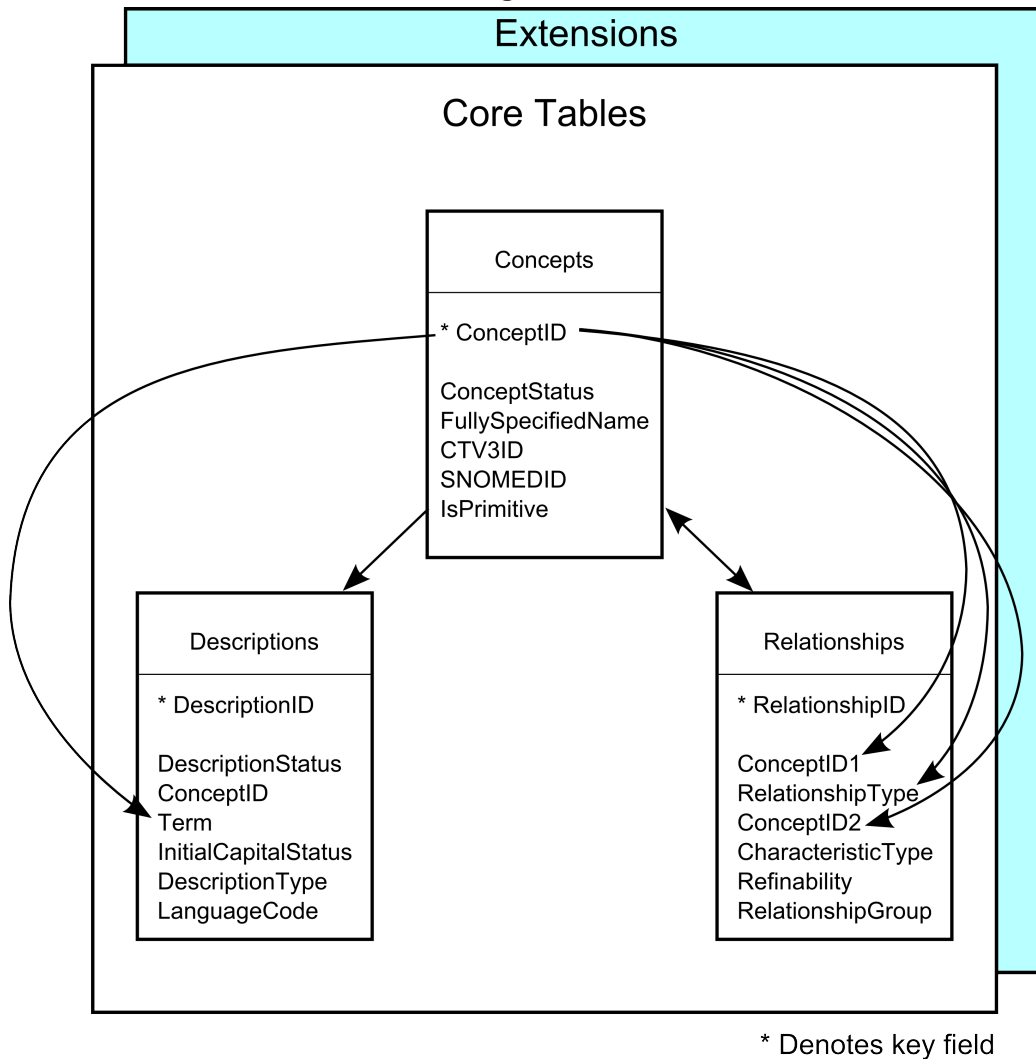 Extensions
Core Tables
Concepts
* ConceptID
ConceptStatus
FullySpecifiedName
CTV3ID
SNOMEDID
IsPrimitive
Descriptions
* DescriptionID
DescriptionStatus
ConceptID
Term
InitialCapitalStatus
DescriptionType
LanguageCode
Relationships
* RelationshipID
ConceptID1
RelationshipType
ConceptID2
CharacteristicType
Refinability
RelationshipGroup
* Denotes key field